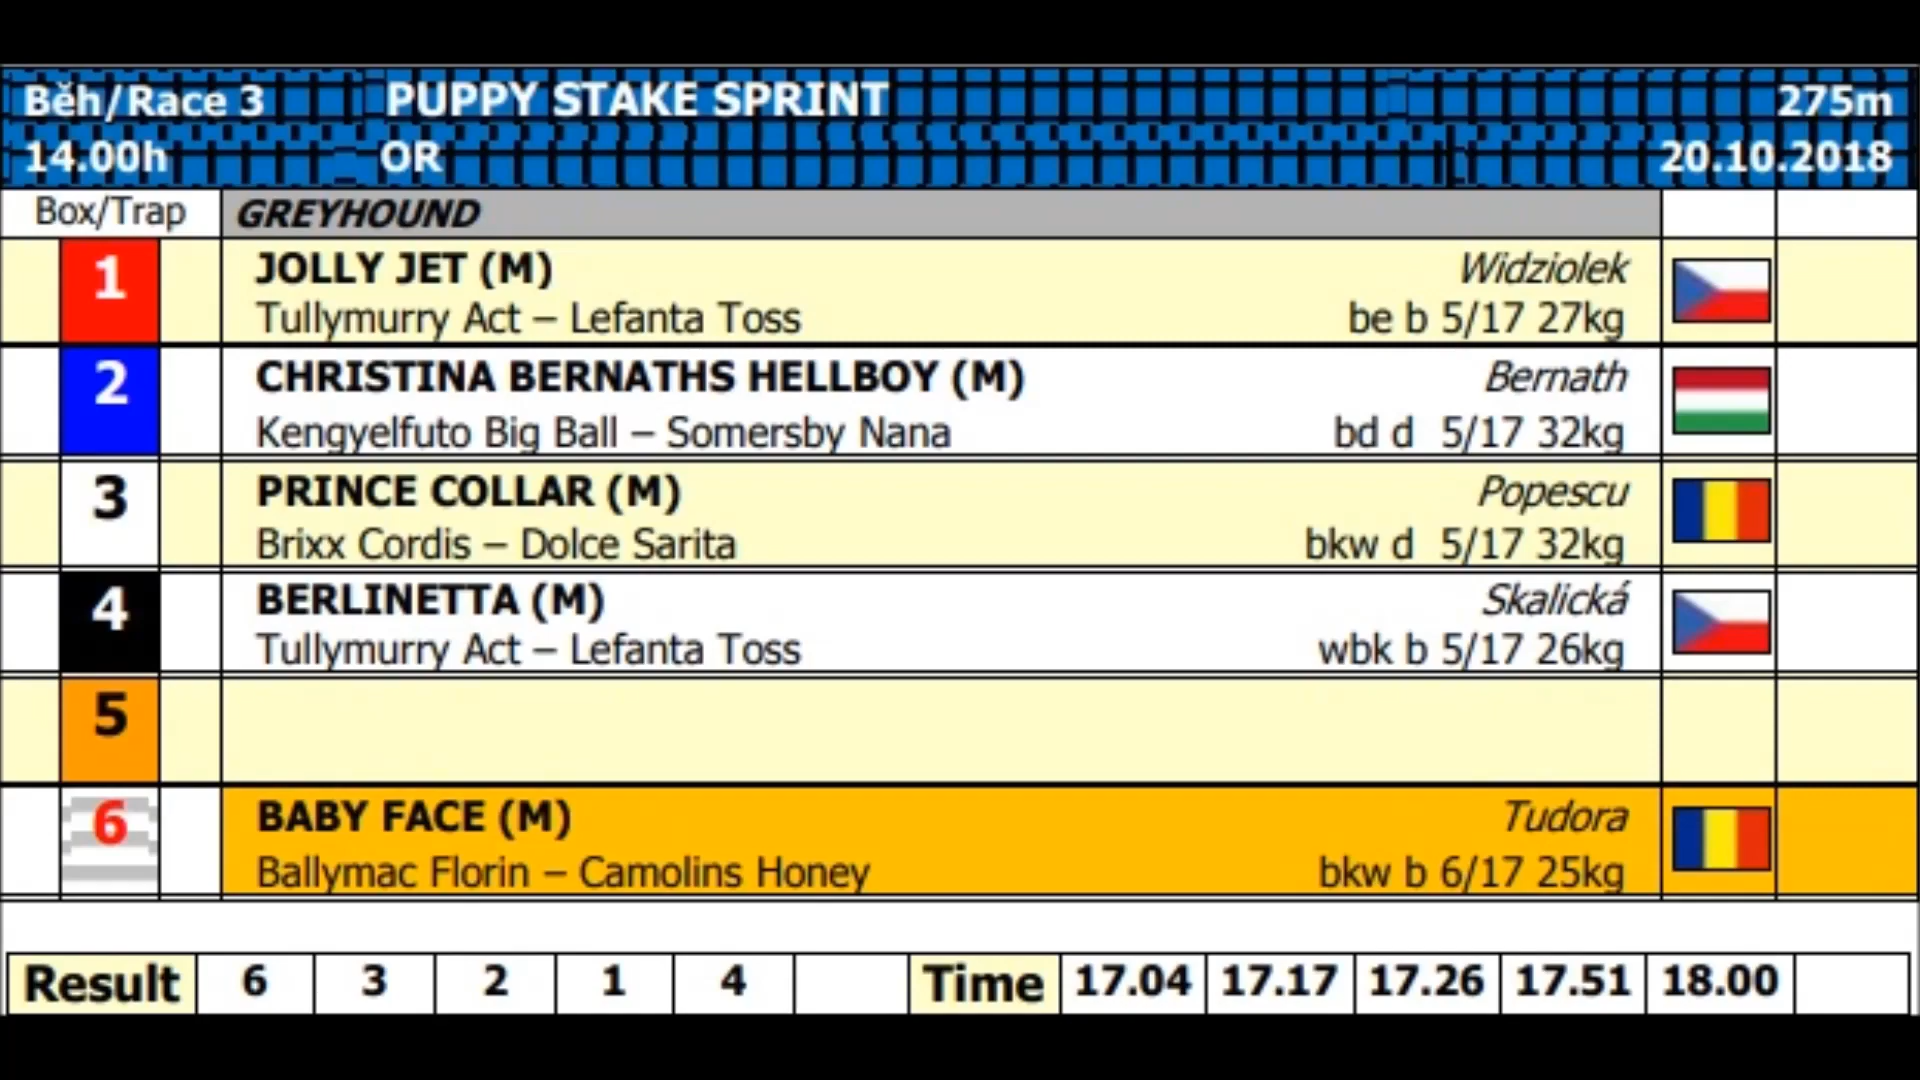 Běh/Race 3 PUPPY STAKE SPRINT 275m
14.00h OR 20.10.2018
Box/Trap GREYHOUND
1 JOLLY JET (M) Widziolek
Tullymurry Act – Lefanta Toss be b 5/17 27kg
2 CHRISTINA BERNATHS HELLBOY (M) Bernath
Kengyelfuto Big Ball – Somersby Nana bd d 5/17 32kg
3 PRINCE COLLAR (M) Popescu
Brixx Cordis – Dolce Sarita bkw d 5/17 32kg
4 BERLINETTA (M) Skalická
Tullymurry Act – Lefanta Toss wbk b 5/17 26kg
5
6 BABY FACE (M) Tudora
Ballymac Florin – Camolins Honey bkw b 6/17 25kg
Result 6 3 2 1 4 Time 17.04 17.17 17.26 17.51 18.00